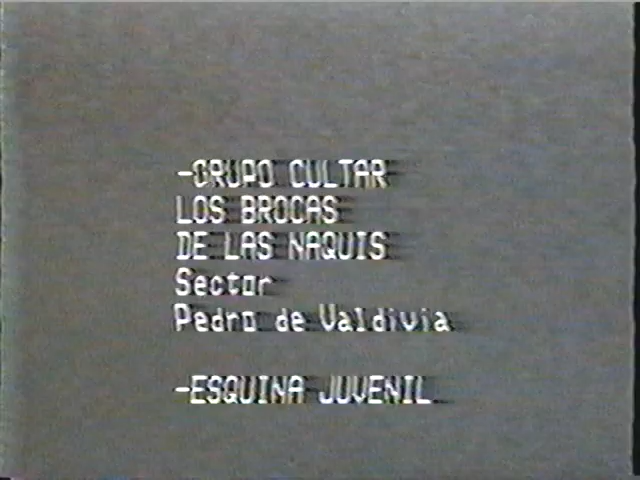 -GRUPO CULTAR
LOS BROCAS
DE LAS NAQUIS
Sector
Pedro de Valdivia
-ESQUINA JUVENIL